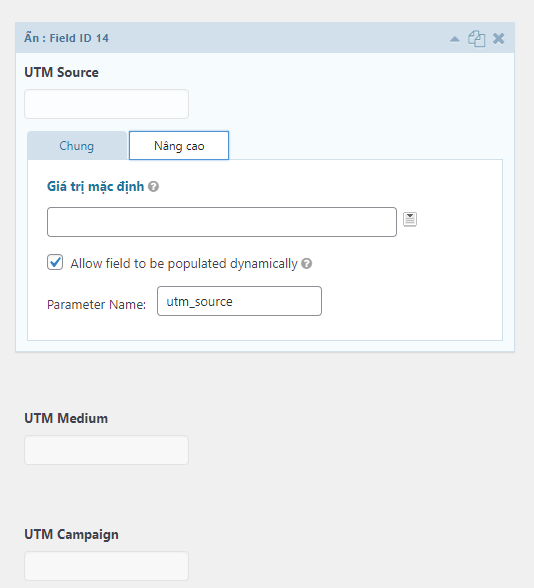 Ẩn : Field ID 14
UTM Source
Chung
Nâng cao
Giá trị mặc định
Allow field to be populated dynamically
Parameter Name:
utm_source
UTM Medium
UTM Campaign